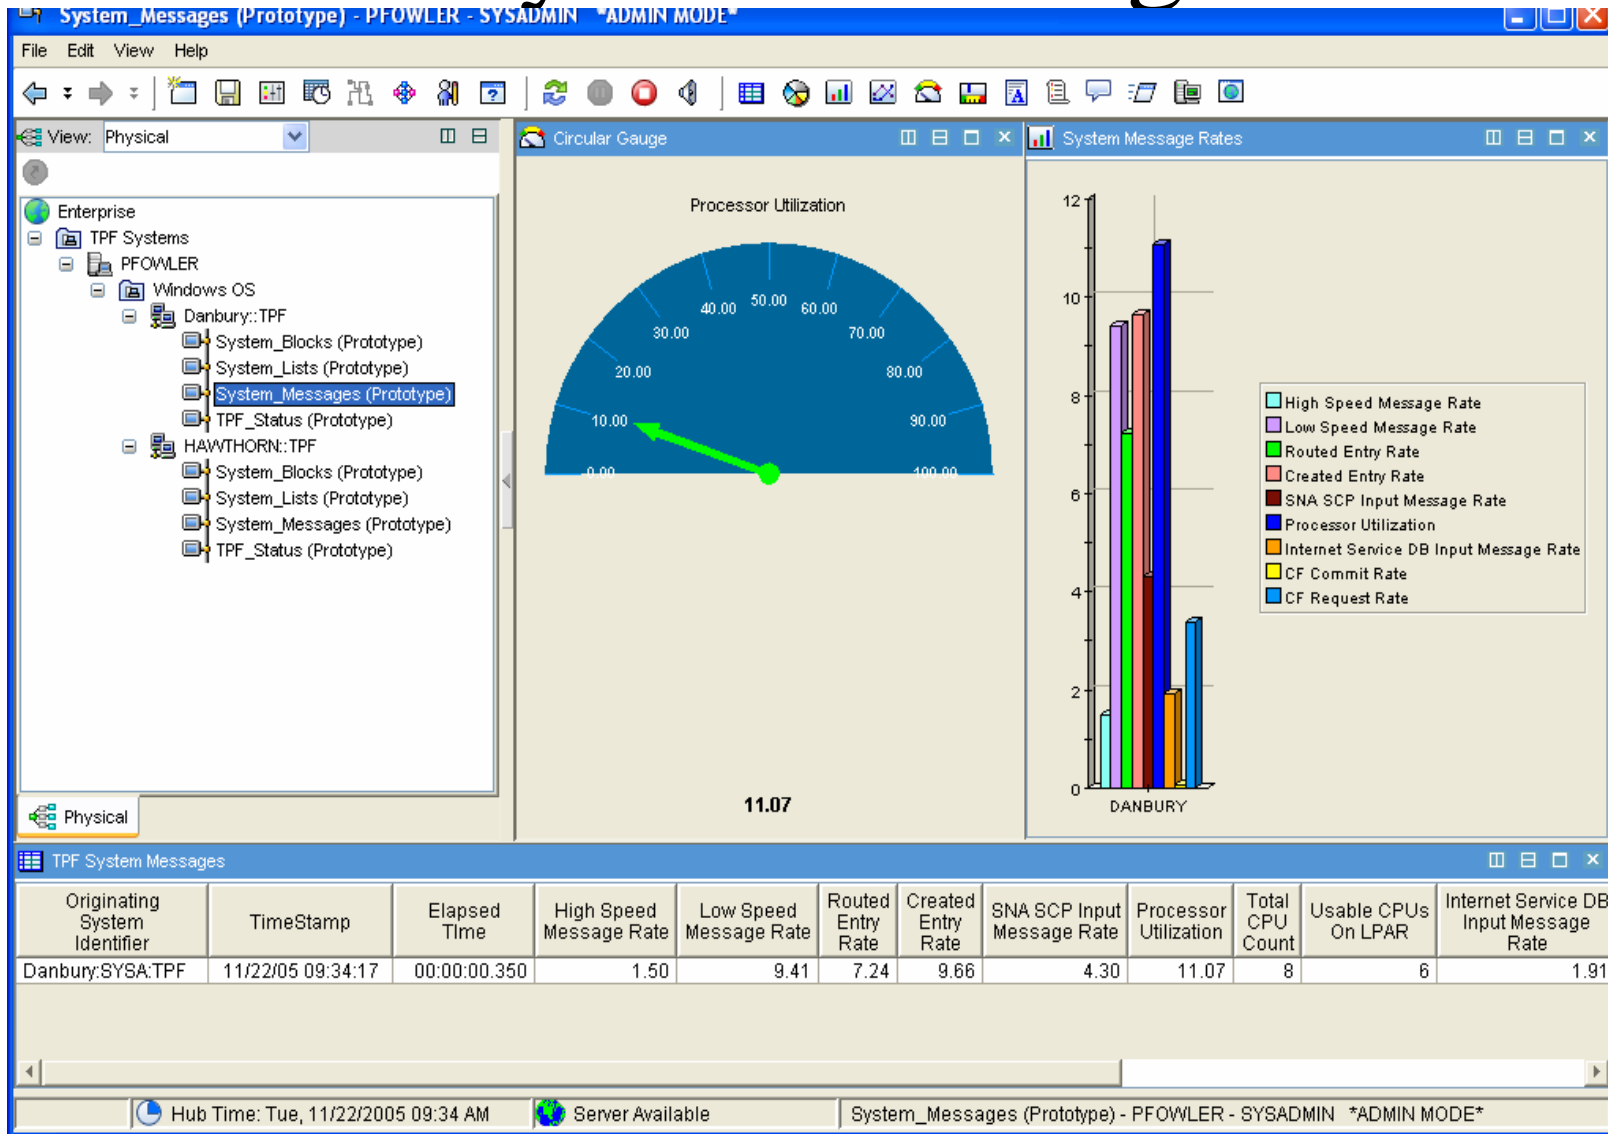 System_Messages (Prototype) - PFOWLER - SYSADMIN *ADMIN MODE*
File Edit View Help
View: Physical
Enterprise
TPF Systems
PFOWLER
Windows OS
Danbury::TPF
System_Blocks (Prototype)
System_Lists (Prototype)
System_Messages (Prototype)
TPF_Status (Prototype)
HAWTHORN::TPF
System_Blocks (Prototype)
System_Lists (Prototype)
System_Messages (Prototype)
TPF_Status (Prototype)
Physical
Circular Gauge
Processor Utilization
0.00
10.00
20.00
30.00
40.00
50.00
60.00
70.00
80.00
90.00
100.00
11.07
System Message Rates
12
10
8
6
4
2
0
DANBURY
High Speed Message Rate
Low Speed Message Rate
Routed Entry Rate
Created Entry Rate
SNA SCP Input Message Rate
Processor Utilization
Internet Service DB Input Message Rate
CF Commit Rate
CF Request Rate
TPF System Messages
Originating System Identifier TimeStamp Elapsed TIme High Speed Message Rate Low Speed Message Rate Routed Entry Rate Created Entry Rate SNA SCP Input Message Rate Processor Utilization Total CPU Count Usable CPUs On LPAR Internet Service DB Input Message Rate
Danbury:SYSA:TPF 11/22/05 09:34:17 00:00:00.350 1.50 9.41 7.24 9.66 4.30 11.07 8 6 1.91
Hub Time: Tue, 11/22/2005 09:34 AM Server Available System_Messages (Prototype) - PFOWLER - SYSADMIN *ADMIN MODE*